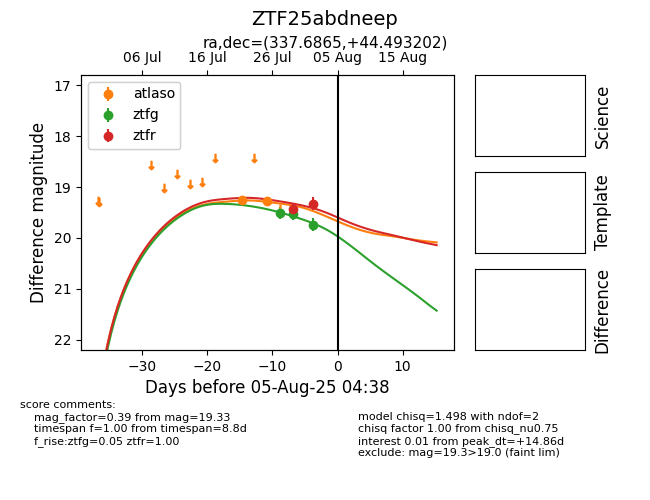 ZTF25abdneep
ra,dec=(337.6865,+44.493202)
06 Jul 16 Jul 26 Jul 05 Aug 15 Aug
atlaso
ztfg
ztfr
17
18
19
20
21
22
Difference magnitude
−30 −20 −10 0 10
Days before 05-Aug-25 04:38
Science
Template
Difference
score comments:
mag_factor=0.39 from mag=19.33
timespan f=1.00 from timespan=8.8d
f_rise:ztfg=0.05 ztfr=1.00
model chisq=1.498 with ndof=2
chisq factor 1.00 from chisq_nu0.75
interest 0.01 from peak_dt=+14.86d
exclude: mag=19.3>19.0 (faint lim)